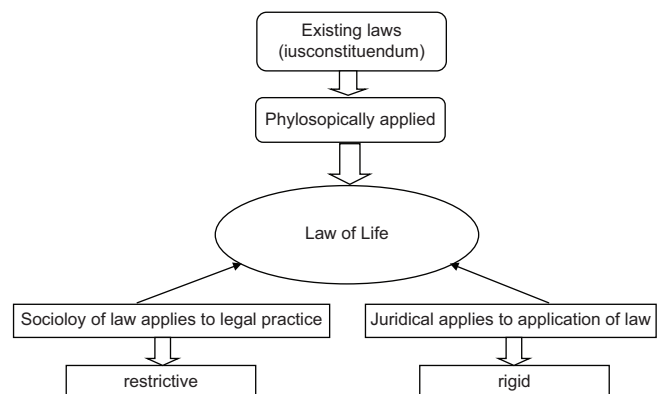 Existing laws
(iusconstituendum)
Phylosopically applied
Law of Life
Socioloy of law applies to legal practice
Juridical applies to application of law
restrictive
rigid